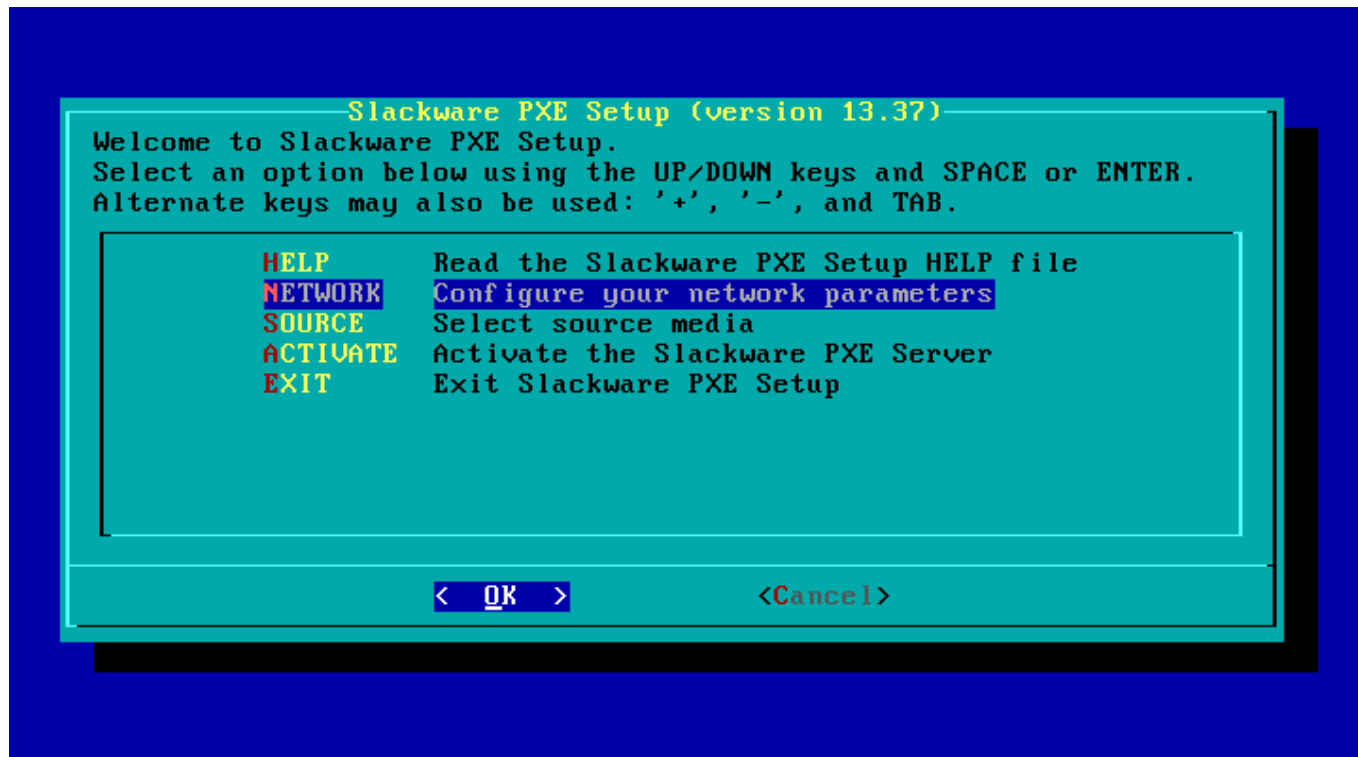 Slackware PXE Setup (version 13.37)
Welcome to Slackware PXE Setup.
Select an option below using the UP/DOWN keys and SPACE or ENTER.
Alternate keys may also be used: '+', '-', and TAB.
HELP Read the Slackware PXE Setup HELP file
NETWORK Configure your network parameters
SOURCE Select source media
ACTIVATE Activate the Slackware PXE Server
EXIT Exit Slackware PXE Setup
< OK > <Cancel>